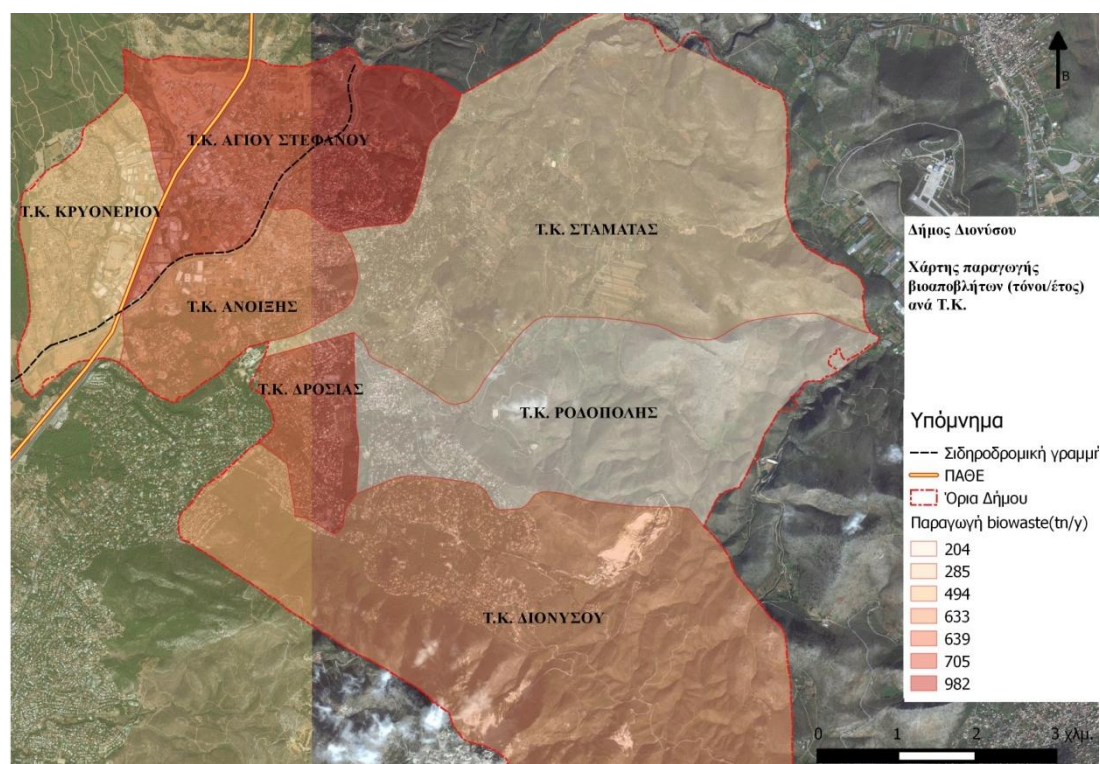 Β
Τ.Κ. ΑΓΙΟΥ ΣΤΕΦΑΝΟΥ
Τ.Κ. ΚΡΥΟΝΕΡΙΟΥ
Τ.Κ. ΣΤΑΜΑΤΑΣ
Τ.Κ. ΑΝΟΙΞΗΣ
Τ.Κ. ΔΡΟΣΙΑΣ
Τ.Κ. ΡΟΔΟΠΟΛΗΣ
Τ.Κ. ΔΙΟΝΥΣΟΥ
Δήμος Διονύσου
Χάρτης παραγωγής
βιοαποβλήτων (τόνοι/έτος)
ανά Τ.Κ.
Υπόμνημα
Σιδηροδρομική γραμμή
ΠΑΘΕ
Όρια Δήμου
Παραγωγή biowaste(tn/y)
204
285
494
633
639
705
982
0 1 2 3 χλμ.